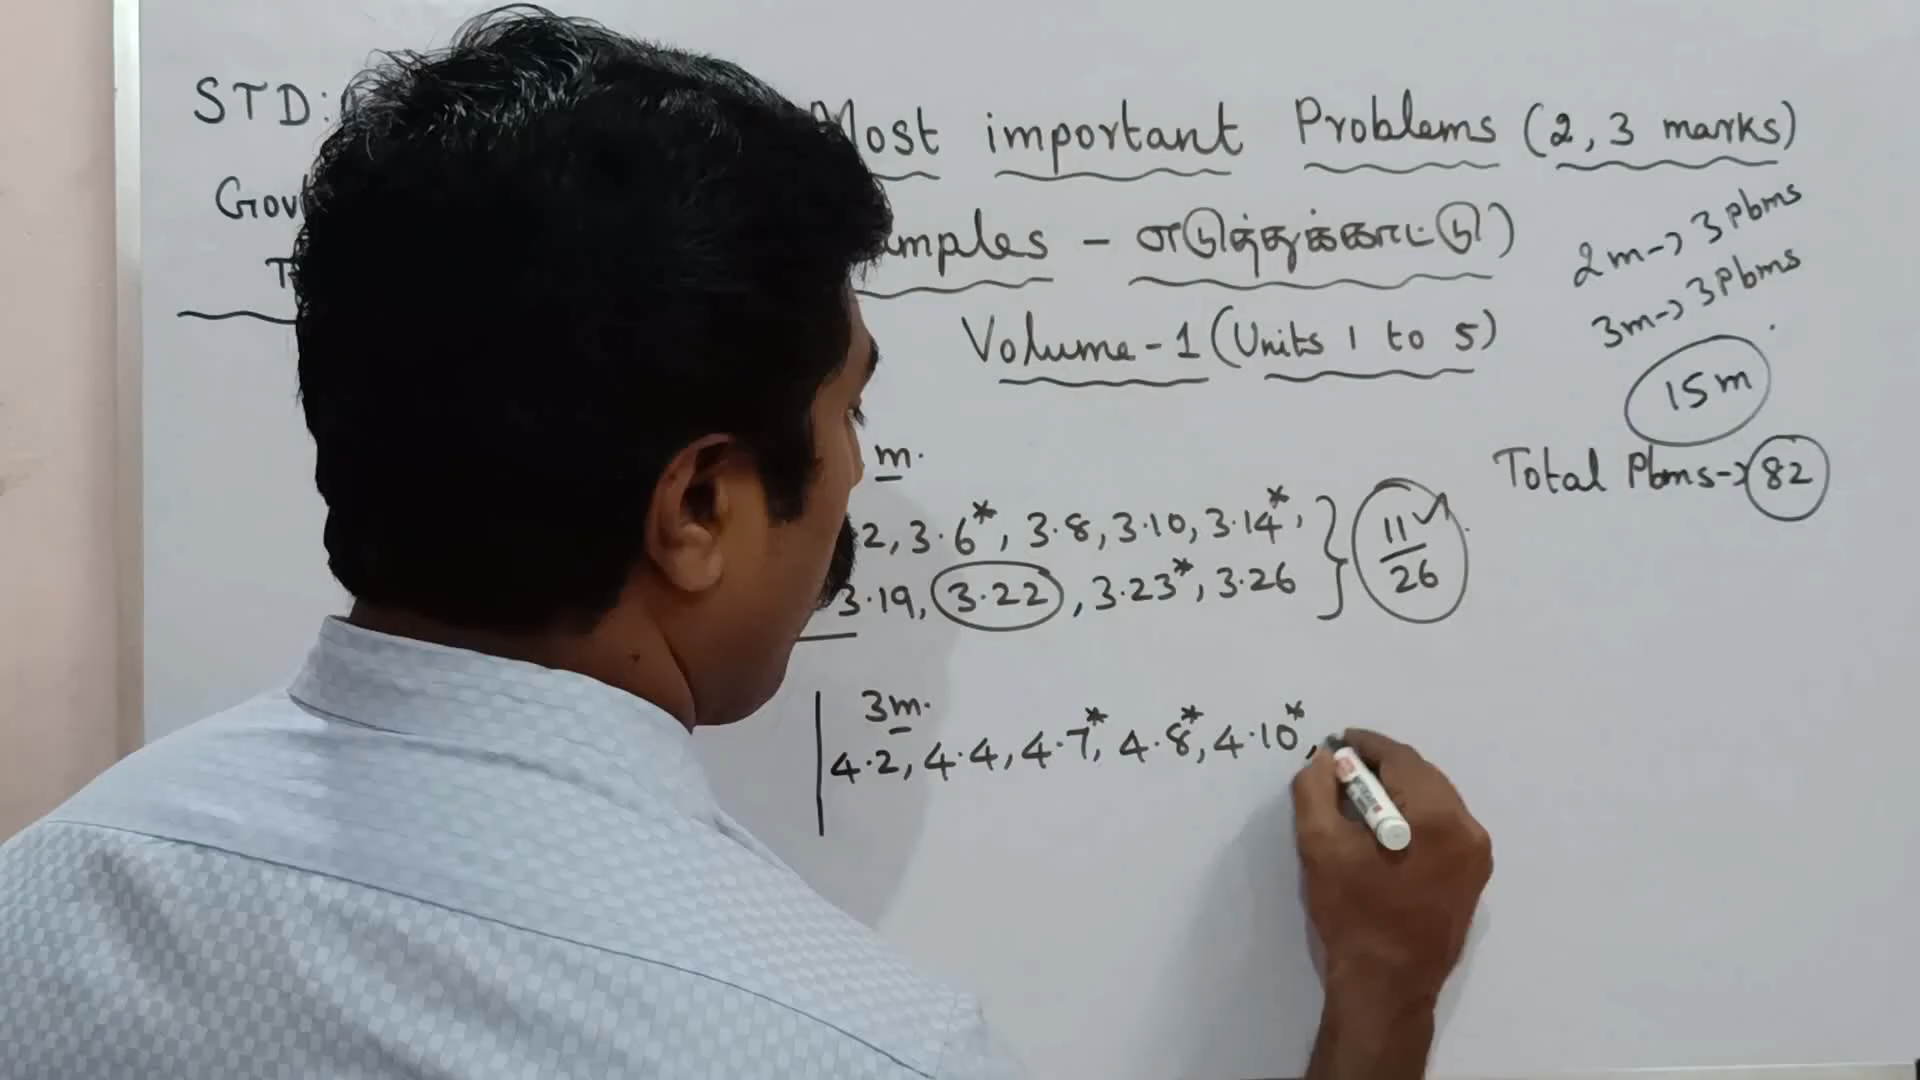 STD:
Most important Problems (2, 3 marks)
Gov
amples - எடுத்துக்காட்டு)
2m→ 3 Pbms
3m→ 3 Pbms
Volume-1 (Units 1 to 5)
15m
m.
Total Pbms→ 82
2, 3.6*, 3.8, 3.10, 3.14*,
3.19, 3.22, 3.23*, 3.26
11
26
3m.
4.2, 4.4, 4.7*, 4.8*, 4.10*,